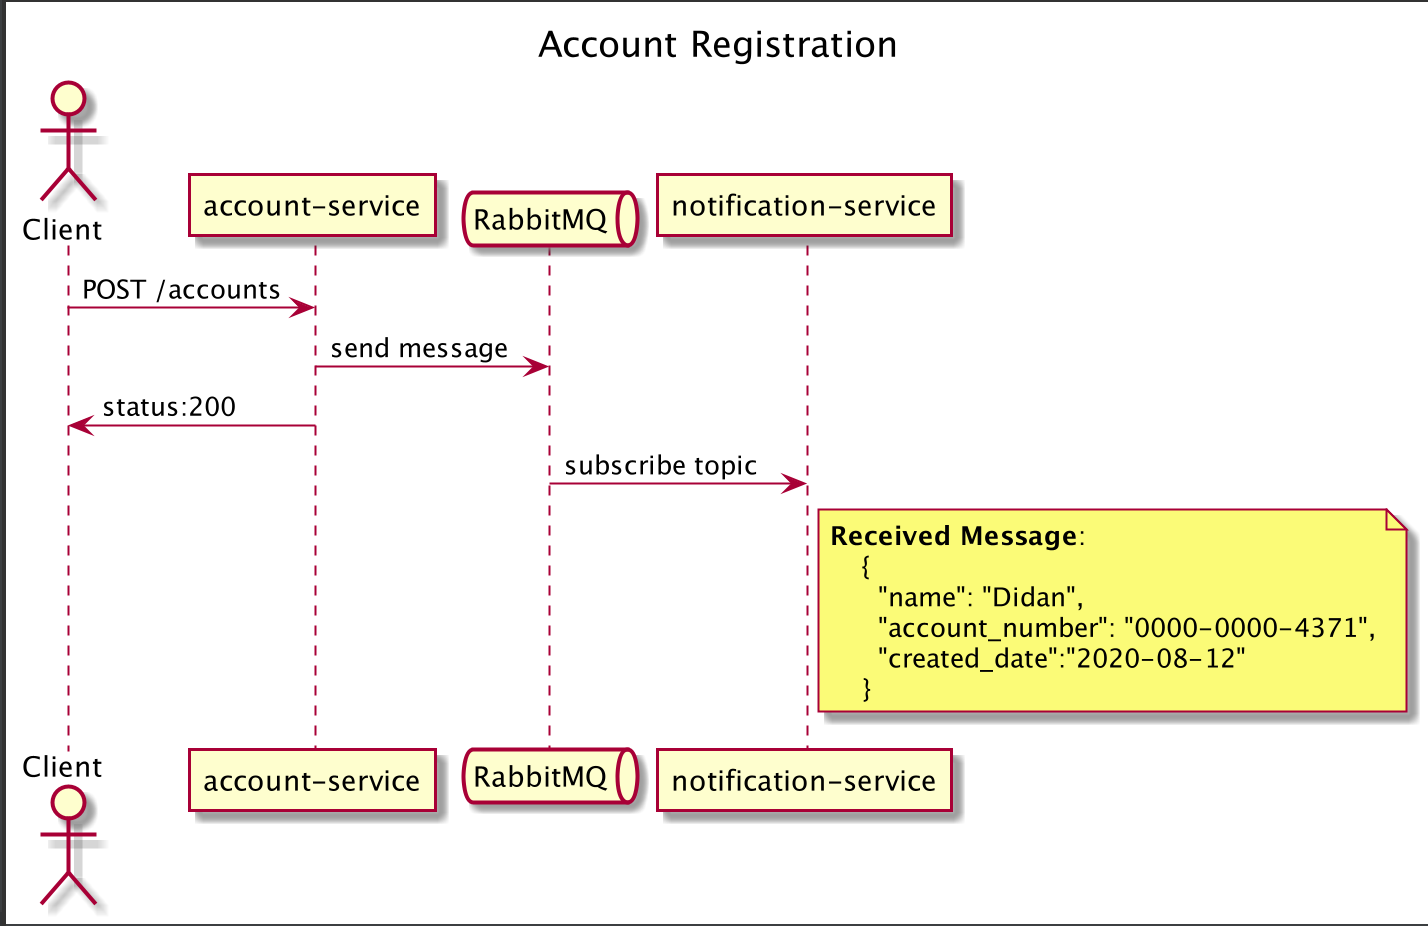 Account Registration
Client
account-service
RabbitMQ
notification-service
POST /accounts
send message
status:200
subscribe topic
Received Message:
{
"name": "Didan",
"account_number": "0000-0000-4371",
"created_date":"2020-08-12"
}
Client
account-service
RabbitMQ
notification-service